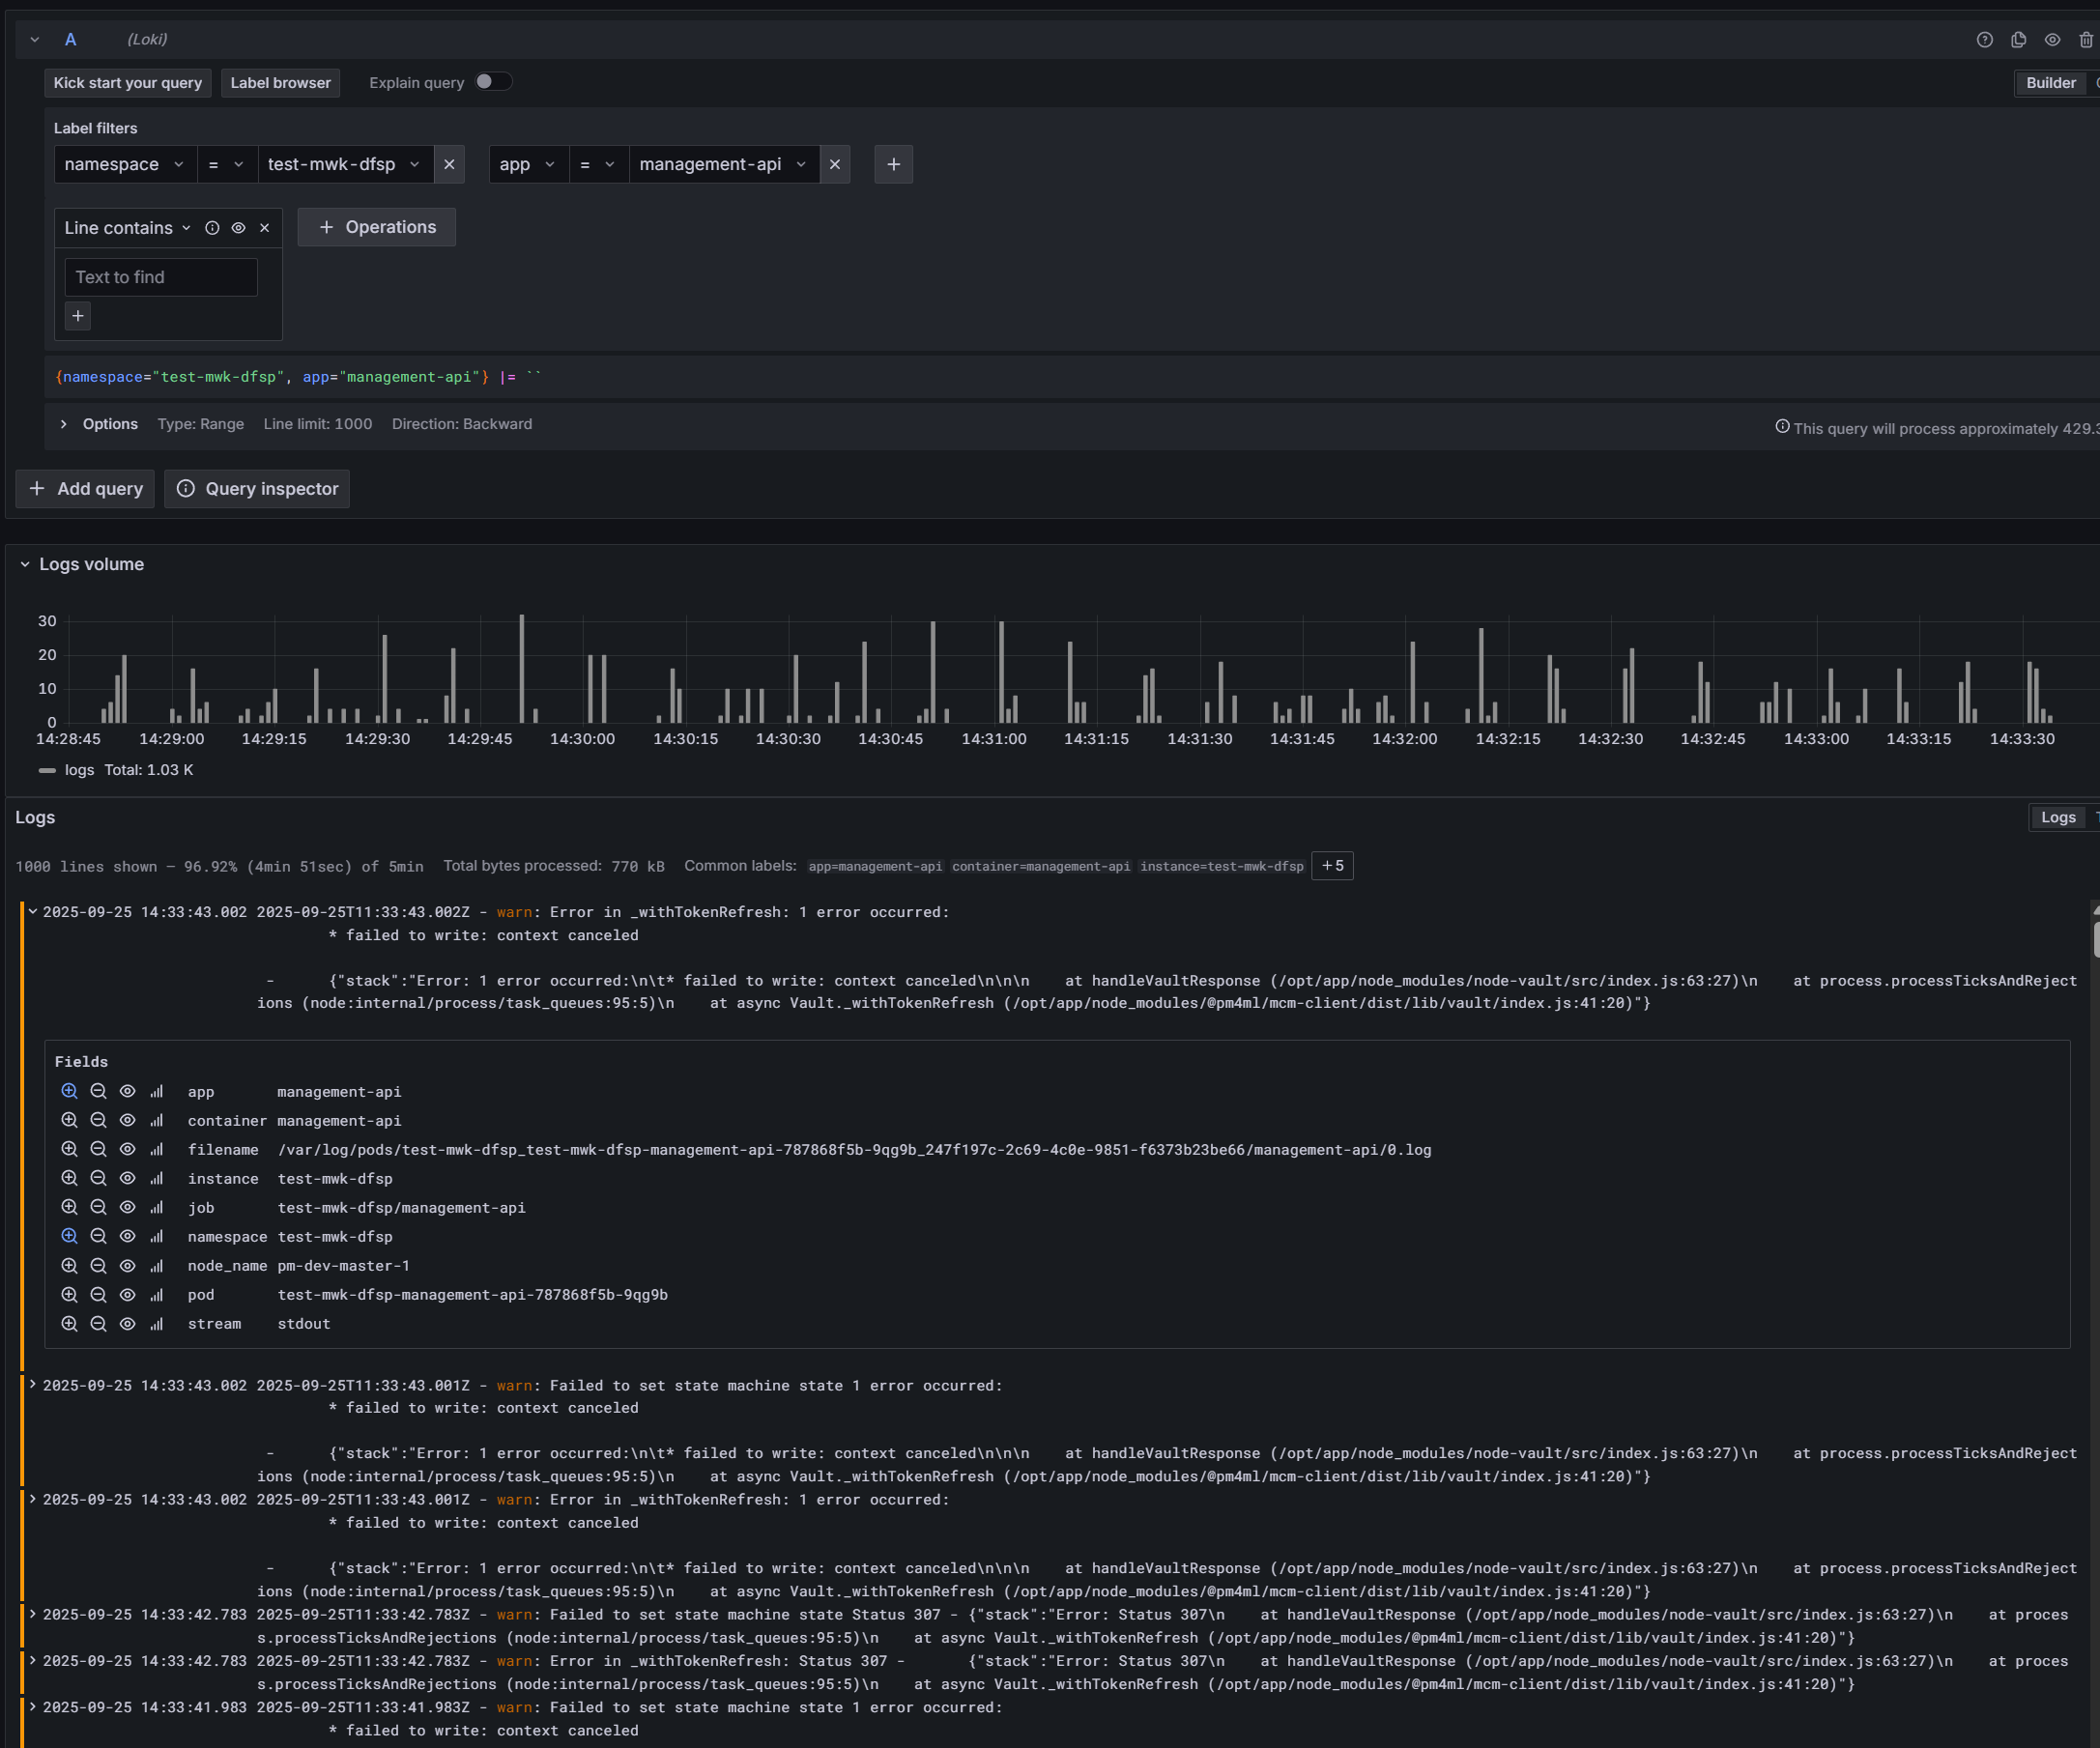 A (Loki)
Kick start your query Label browser Explain query Builder
Label filters
namespace = test-mwk-dfsp app = management-api
Line contains Operations
Text to find
{namespace="test-mwk-dfsp", app="management-api"} |= ``
Options Type: Range Line limit: 1000 Direction: Backward This query will process approximately 429.3
Add query Query inspector
Logs volume
30
20
10
0
14:28:45 14:29:00 14:29:15 14:29:30 14:29:45 14:30:00 14:30:15 14:30:30 14:30:45 14:31:00 14:31:15 14:31:30 14:31:45 14:32:00 14:32:15 14:32:30 14:32:45 14:33:00 14:33:15 14:33:30
logs Total: 1.03 K
Logs Logs
1000 lines shown — 96.92% (4min 51sec) of 5min Total bytes processed: 770 kB Common labels: app=management-api container=management-api instance=test-mwk-dfsp +5
2025-09-25 14:33:43.002 2025-09-25T11:33:43.002Z - warn: Error in _withTokenRefresh: 1 error occurred:
* failed to write: context canceled
- {"stack":"Error: 1 error occurred:\n\t* failed to write: context canceled\n\n\n at handleVaultResponse (/opt/app/node_modules/node-vault/src/index.js:63:27)\n at process.processTicksAndReject
ions (node:internal/process/task_queues:95:5)\n at async Vault._withTokenRefresh (/opt/app/node_modules/@pm4ml/mcm-client/dist/lib/vault/index.js:41:20)"}
Fields
app management-api
container management-api
filename /var/log/pods/test-mwk-dfsp_test-mwk-dfsp-management-api-787868f5b-9qg9b_247f197c-2c69-4c0e-9851-f6373b23be66/management-api/0.log
instance test-mwk-dfsp
job test-mwk-dfsp/management-api
namespace test-mwk-dfsp
node_name pm-dev-master-1
pod test-mwk-dfsp-management-api-787868f5b-9qg9b
stream stdout
2025-09-25 14:33:43.002 2025-09-25T11:33:43.001Z - warn: Failed to set state machine state 1 error occurred:
* failed to write: context canceled
- {"stack":"Error: 1 error occurred:\n\t* failed to write: context canceled\n\n\n at handleVaultResponse (/opt/app/node_modules/node-vault/src/index.js:63:27)\n at process.processTicksAndReject
ions (node:internal/process/task_queues:95:5)\n at async Vault._withTokenRefresh (/opt/app/node_modules/@pm4ml/mcm-client/dist/lib/vault/index.js:41:20)"}
2025-09-25 14:33:43.002 2025-09-25T11:33:43.001Z - warn: Error in _withTokenRefresh: 1 error occurred:
* failed to write: context canceled
- {"stack":"Error: 1 error occurred:\n\t* failed to write: context canceled\n\n\n at handleVaultResponse (/opt/app/node_modules/node-vault/src/index.js:63:27)\n at process.processTicksAndReject
ions (node:internal/process/task_queues:95:5)\n at async Vault._withTokenRefresh (/opt/app/node_modules/@pm4ml/mcm-client/dist/lib/vault/index.js:41:20)"}
2025-09-25 14:33:42.783 2025-09-25T11:33:42.783Z - warn: Failed to set state machine state Status 307 - {"stack":"Error: Status 307\n at handleVaultResponse (/opt/app/node_modules/node-vault/src/index.js:63:27)\n at proces
s.processTicksAndRejections (node:internal/process/task_queues:95:5)\n at async Vault._withTokenRefresh (/opt/app/node_modules/@pm4ml/mcm-client/dist/lib/vault/index.js:41:20)"}
2025-09-25 14:33:42.783 2025-09-25T11:33:42.783Z - warn: Error in _withTokenRefresh: Status 307 - {"stack":"Error: Status 307\n at handleVaultResponse (/opt/app/node_modules/node-vault/src/index.js:63:27)\n at proces
s.processTicksAndRejections (node:internal/process/task_queues:95:5)\n at async Vault._withTokenRefresh (/opt/app/node_modules/@pm4ml/mcm-client/dist/lib/vault/index.js:41:20)"}
2025-09-25 14:33:41.983 2025-09-25T11:33:41.983Z - warn: Failed to set state machine state 1 error occurred:
* failed to write: context canceled